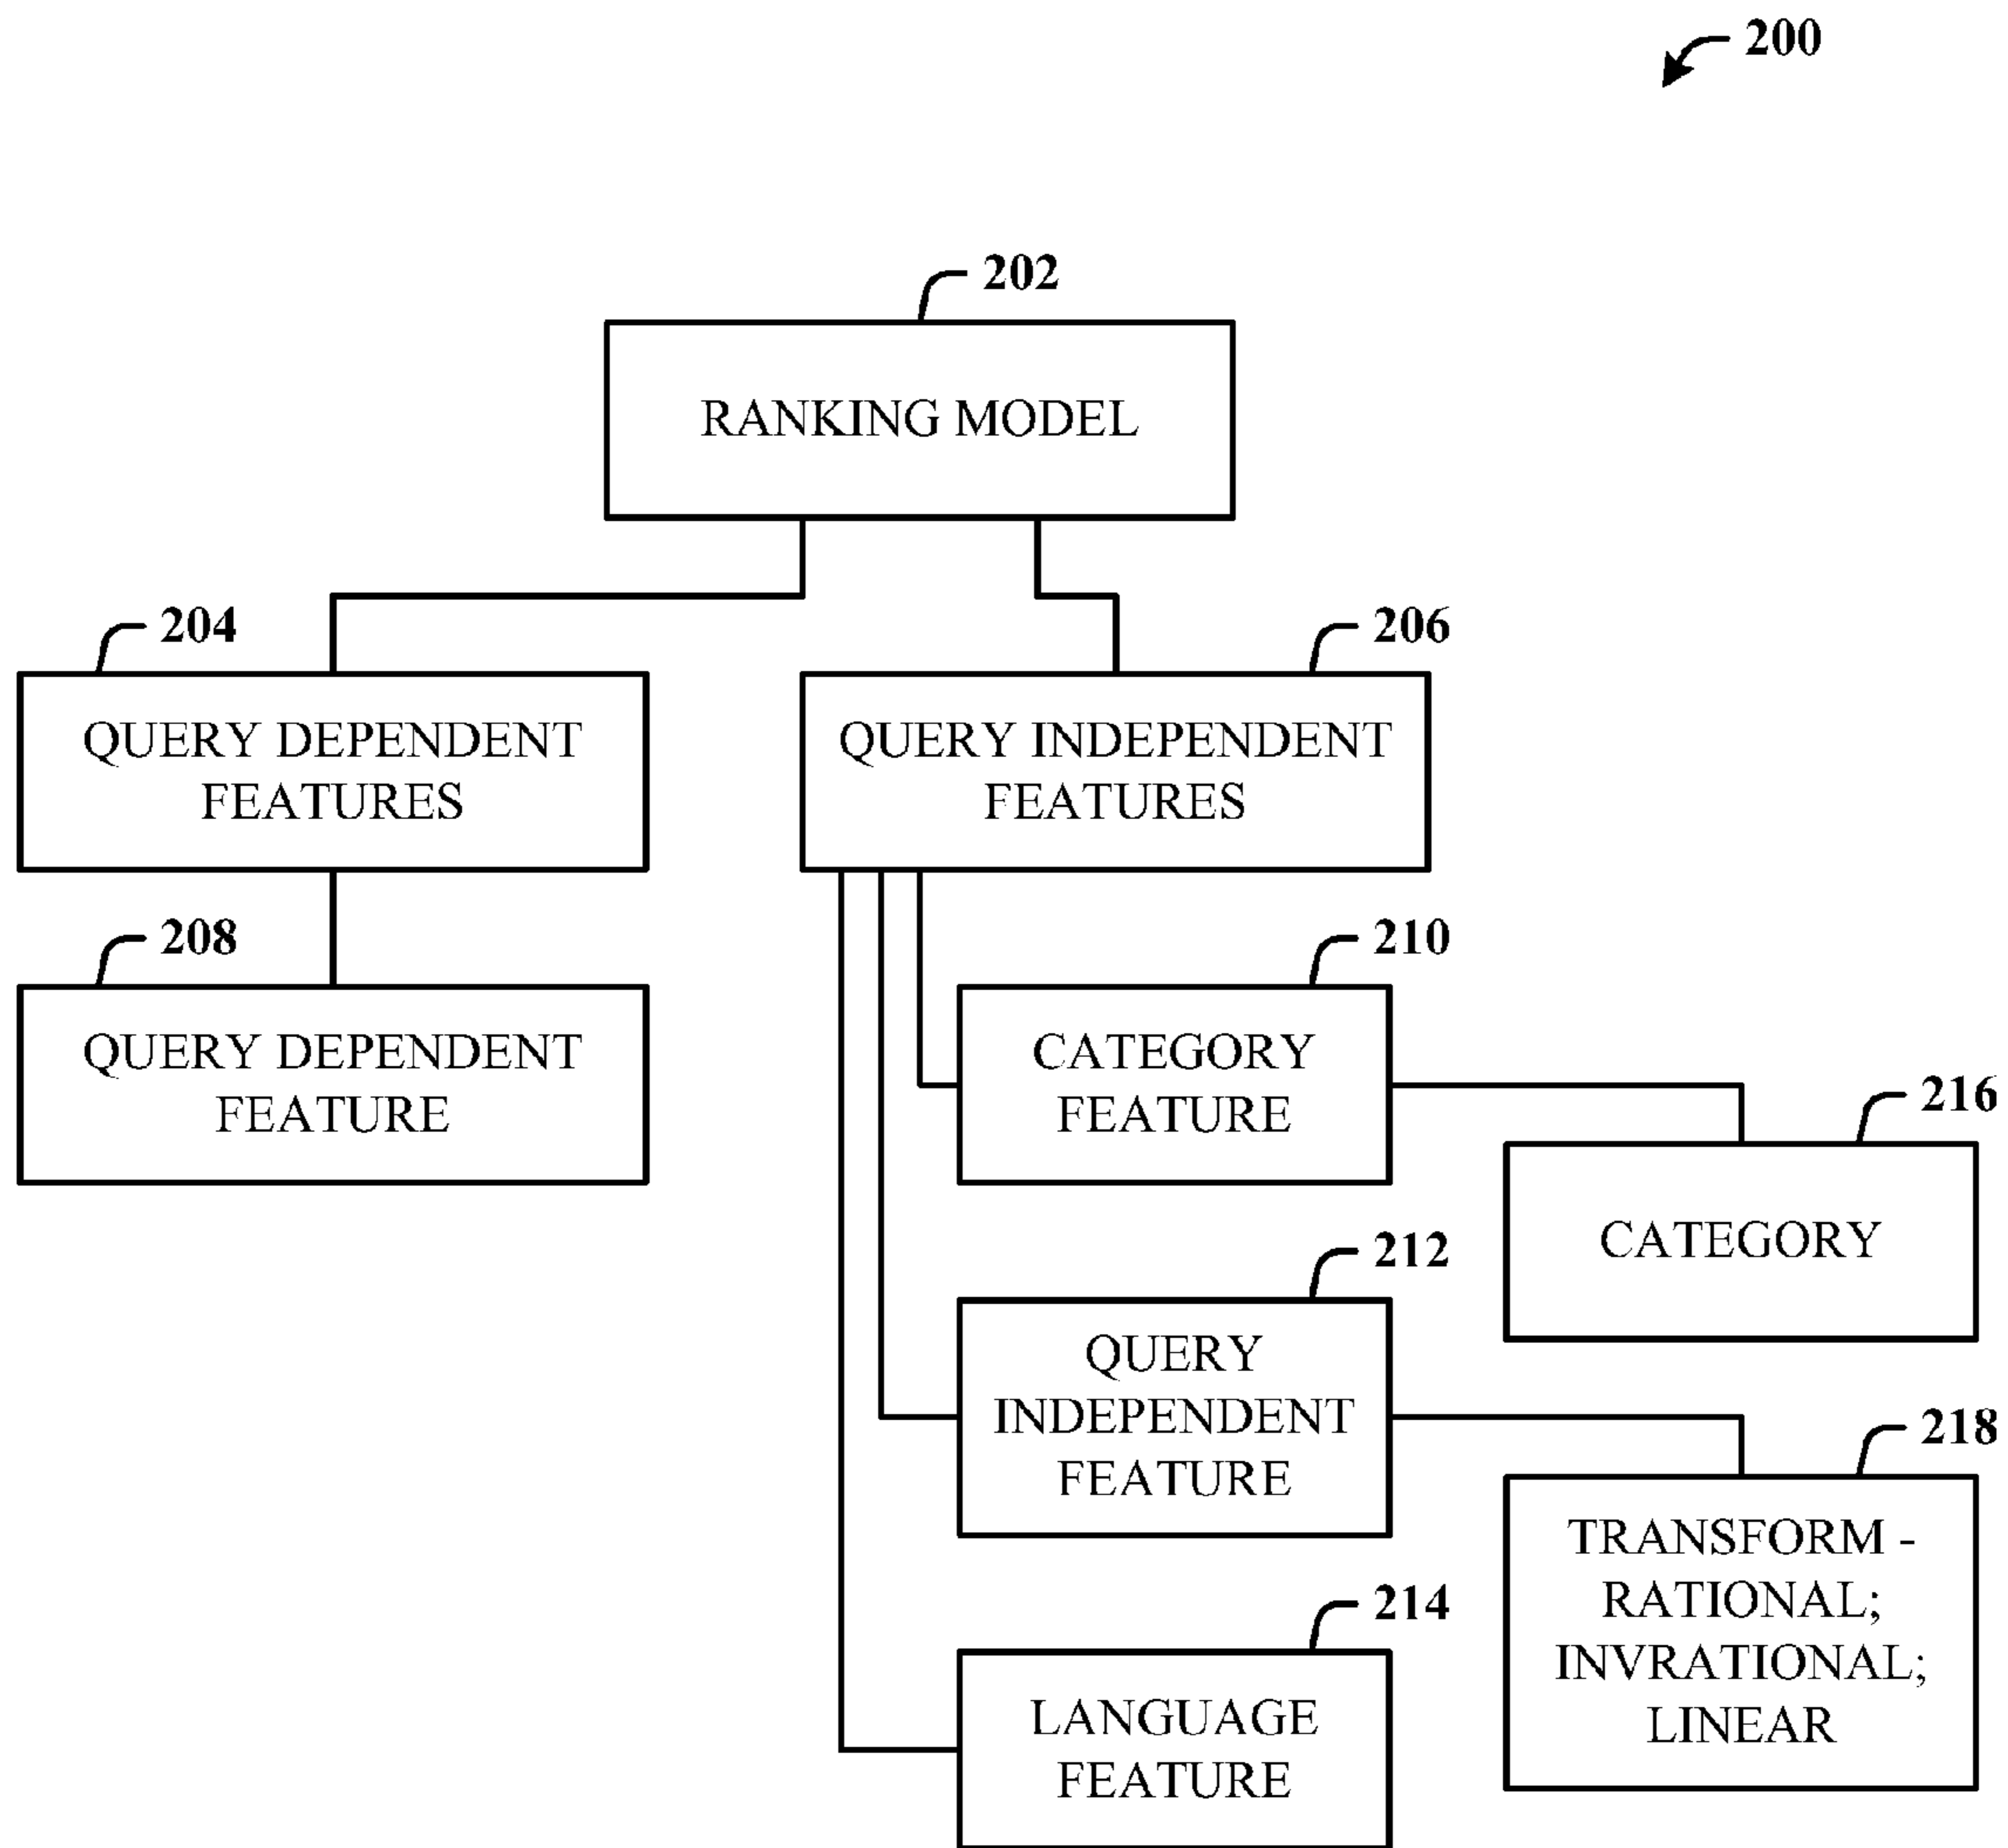 200
202
RANKING MODEL
204
206
QUERY DEPENDENT
FEATURES
QUERY INDEPENDENT
FEATURES
208
210
QUERY DEPENDENT
FEATURE
CATEGORY
FEATURE
216
CATEGORY
212
QUERY
INDEPENDENT
FEATURE
218
TRANSFORM -
RATIONAL;
INVRATIONAL;
LINEAR
214
LANGUAGE
FEATURE